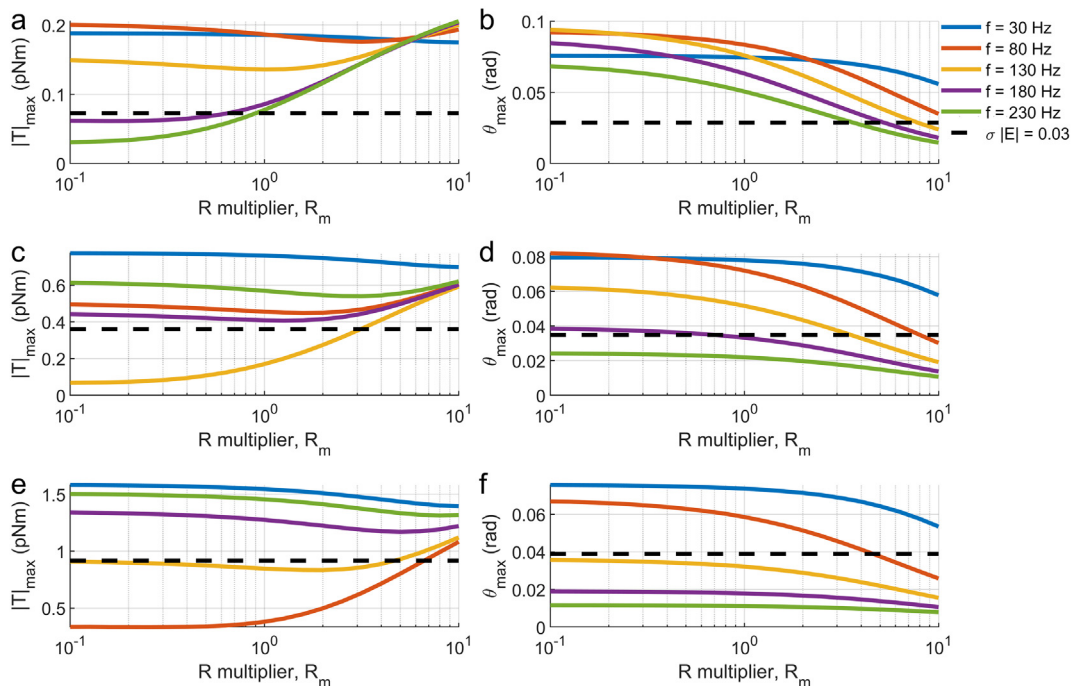 a
|T|max (pNm)
0.2
0.1
0
10-1
100
101
R multiplier, Rm
b
θmax (rad)
0.1
0.05
0
10-1
100
101
R multiplier, Rm
f = 30 Hz
f = 80 Hz
f = 130 Hz
f = 180 Hz
f = 230 Hz
σ |E| = 0.03
c
|T|max (pNm)
0.6
0.4
0.2
0
10-1
100
101
R multiplier, Rm
d
θmax (rad)
0.08
0.06
0.04
0.02
0
10-1
100
101
R multiplier, Rm
e
|T|max (pNm)
1.5
1
0.5
10-1
100
101
R multiplier, Rm
f
θmax (rad)
0.06
0.04
0.02
0
10-1
100
101
R multiplier, Rm